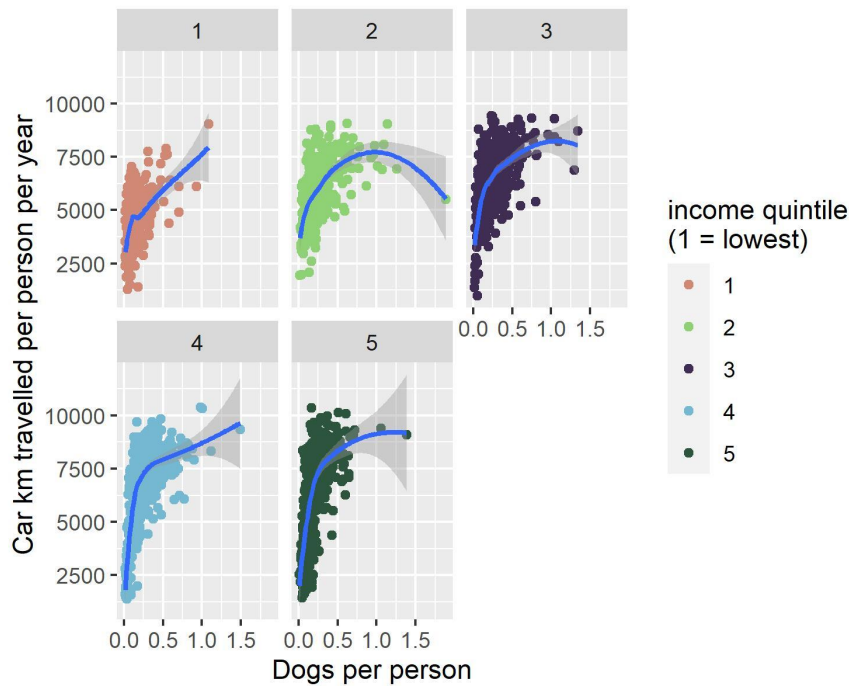 1
2
3
Car km travelled per person per year
10000
7500
5000
2500
0.0 0.5 1.0 1.5
4
5
10000
7500
5000
2500
0.0 0.5 1.0 1.5
0.0 0.5 1.0 1.5
Dogs per person
income quintile
(1 = lowest)
1
2
3
4
5